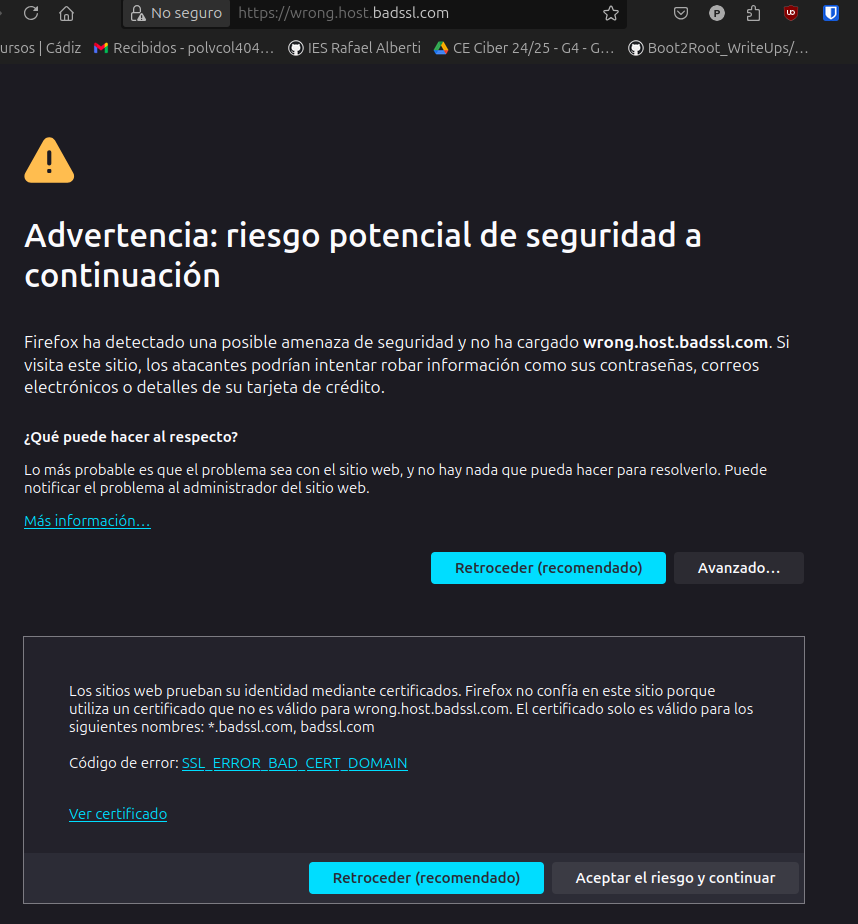 No seguro https://wrong.host.badssl.com
ursos | Cádiz Recibidos - polvcol404… IES Rafael Alberti CE Ciber 24/25 - G4 - G… Boot2Root_WriteUps/…
Advertencia: riesgo potencial de seguridad a
continuación
Firefox ha detectado una posible amenaza de seguridad y no ha cargado wrong.host.badssl.com. Si
visita este sitio, los atacantes podrían intentar robar información como sus contraseñas, correos
electrónicos o detalles de su tarjeta de crédito.
¿Qué puede hacer al respecto?
Lo más probable es que el problema sea con el sitio web, y no hay nada que pueda hacer para resolverlo. Puede
notificar el problema al administrador del sitio web.
Más información…
Retroceder (recomendado) Avanzado…
Los sitios web prueban su identidad mediante certificados. Firefox no confía en este sitio porque
utiliza un certificado que no es válido para wrong.host.badssl.com. El certificado solo es válido para los
siguientes nombres: *.badssl.com, badssl.com
Código de error: SSL_ERROR_BAD_CERT_DOMAIN
Ver certificado
Retroceder (recomendado) Aceptar el riesgo y continuar